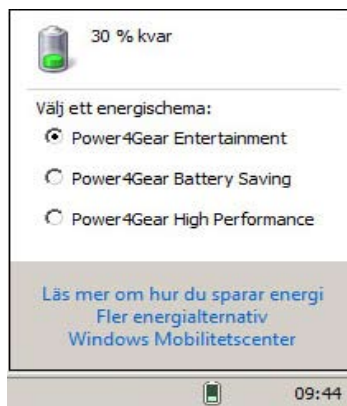 30 % kvar
Välj ett energischema:
Power4Gear Entertainment
Power4Gear Battery Saving
Power4Gear High Performance
Läs mer om hur du sparar energi
Fler energialternativ
Windows Mobilitetscenter
09:44